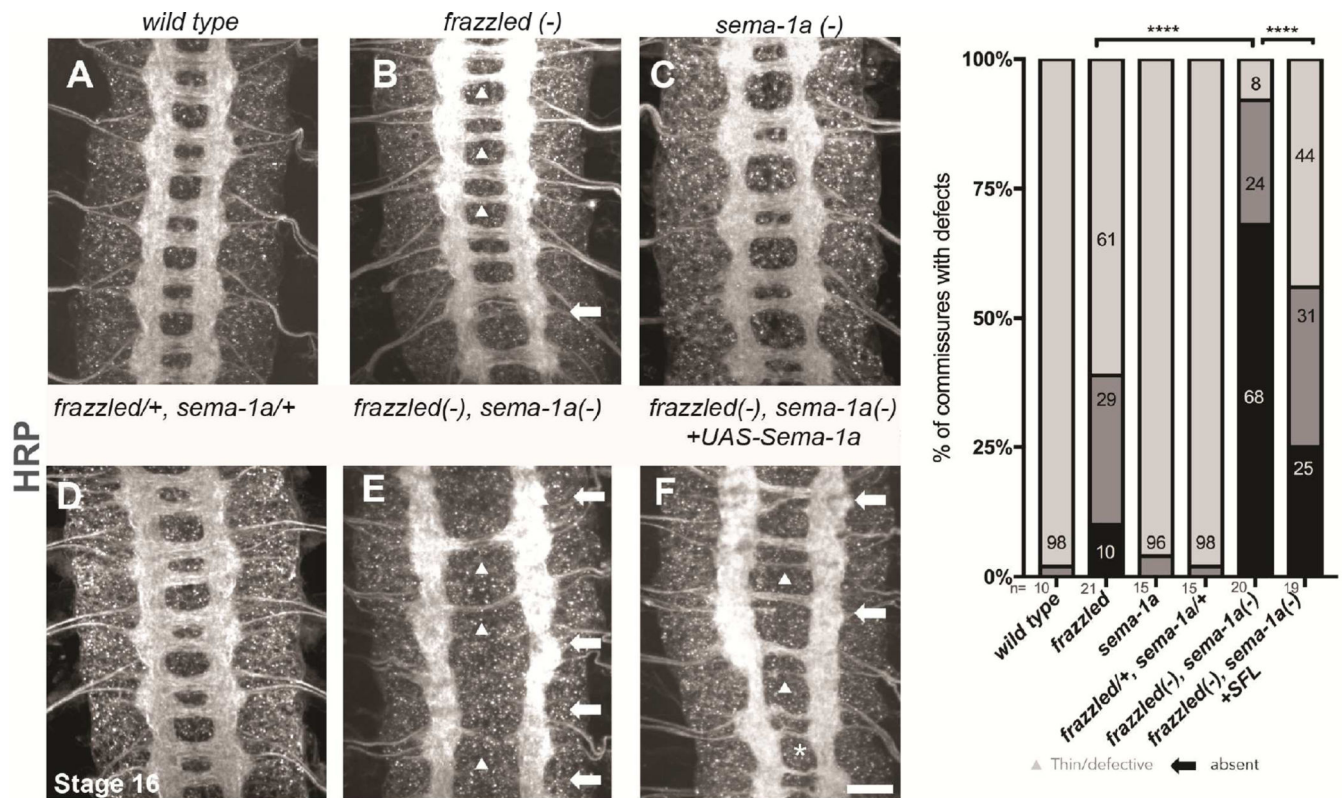 wild type
frazzled (-)
sema-1a (-)
A
B
C
frazzled/+, sema-1a/+
frazzled(-), sema-1a(-)
frazzled(-), sema-1a(-)
+UAS-Sema-1a
HRP
D
E
F
*
Stage 16
**** ****
% of commissures with defects
100%
75%
50%
25%
0%
98
61
29
10
96
98
8
24
68
44
31
25
n= 10 21 15 15 20 19
wild type
frazzled
sema-1a
frazzled/+, sema-1a/+
frazzled(-), sema-1a(-)
frazzled(-), sema-1a(-)
+SFL
Thin/defective absent